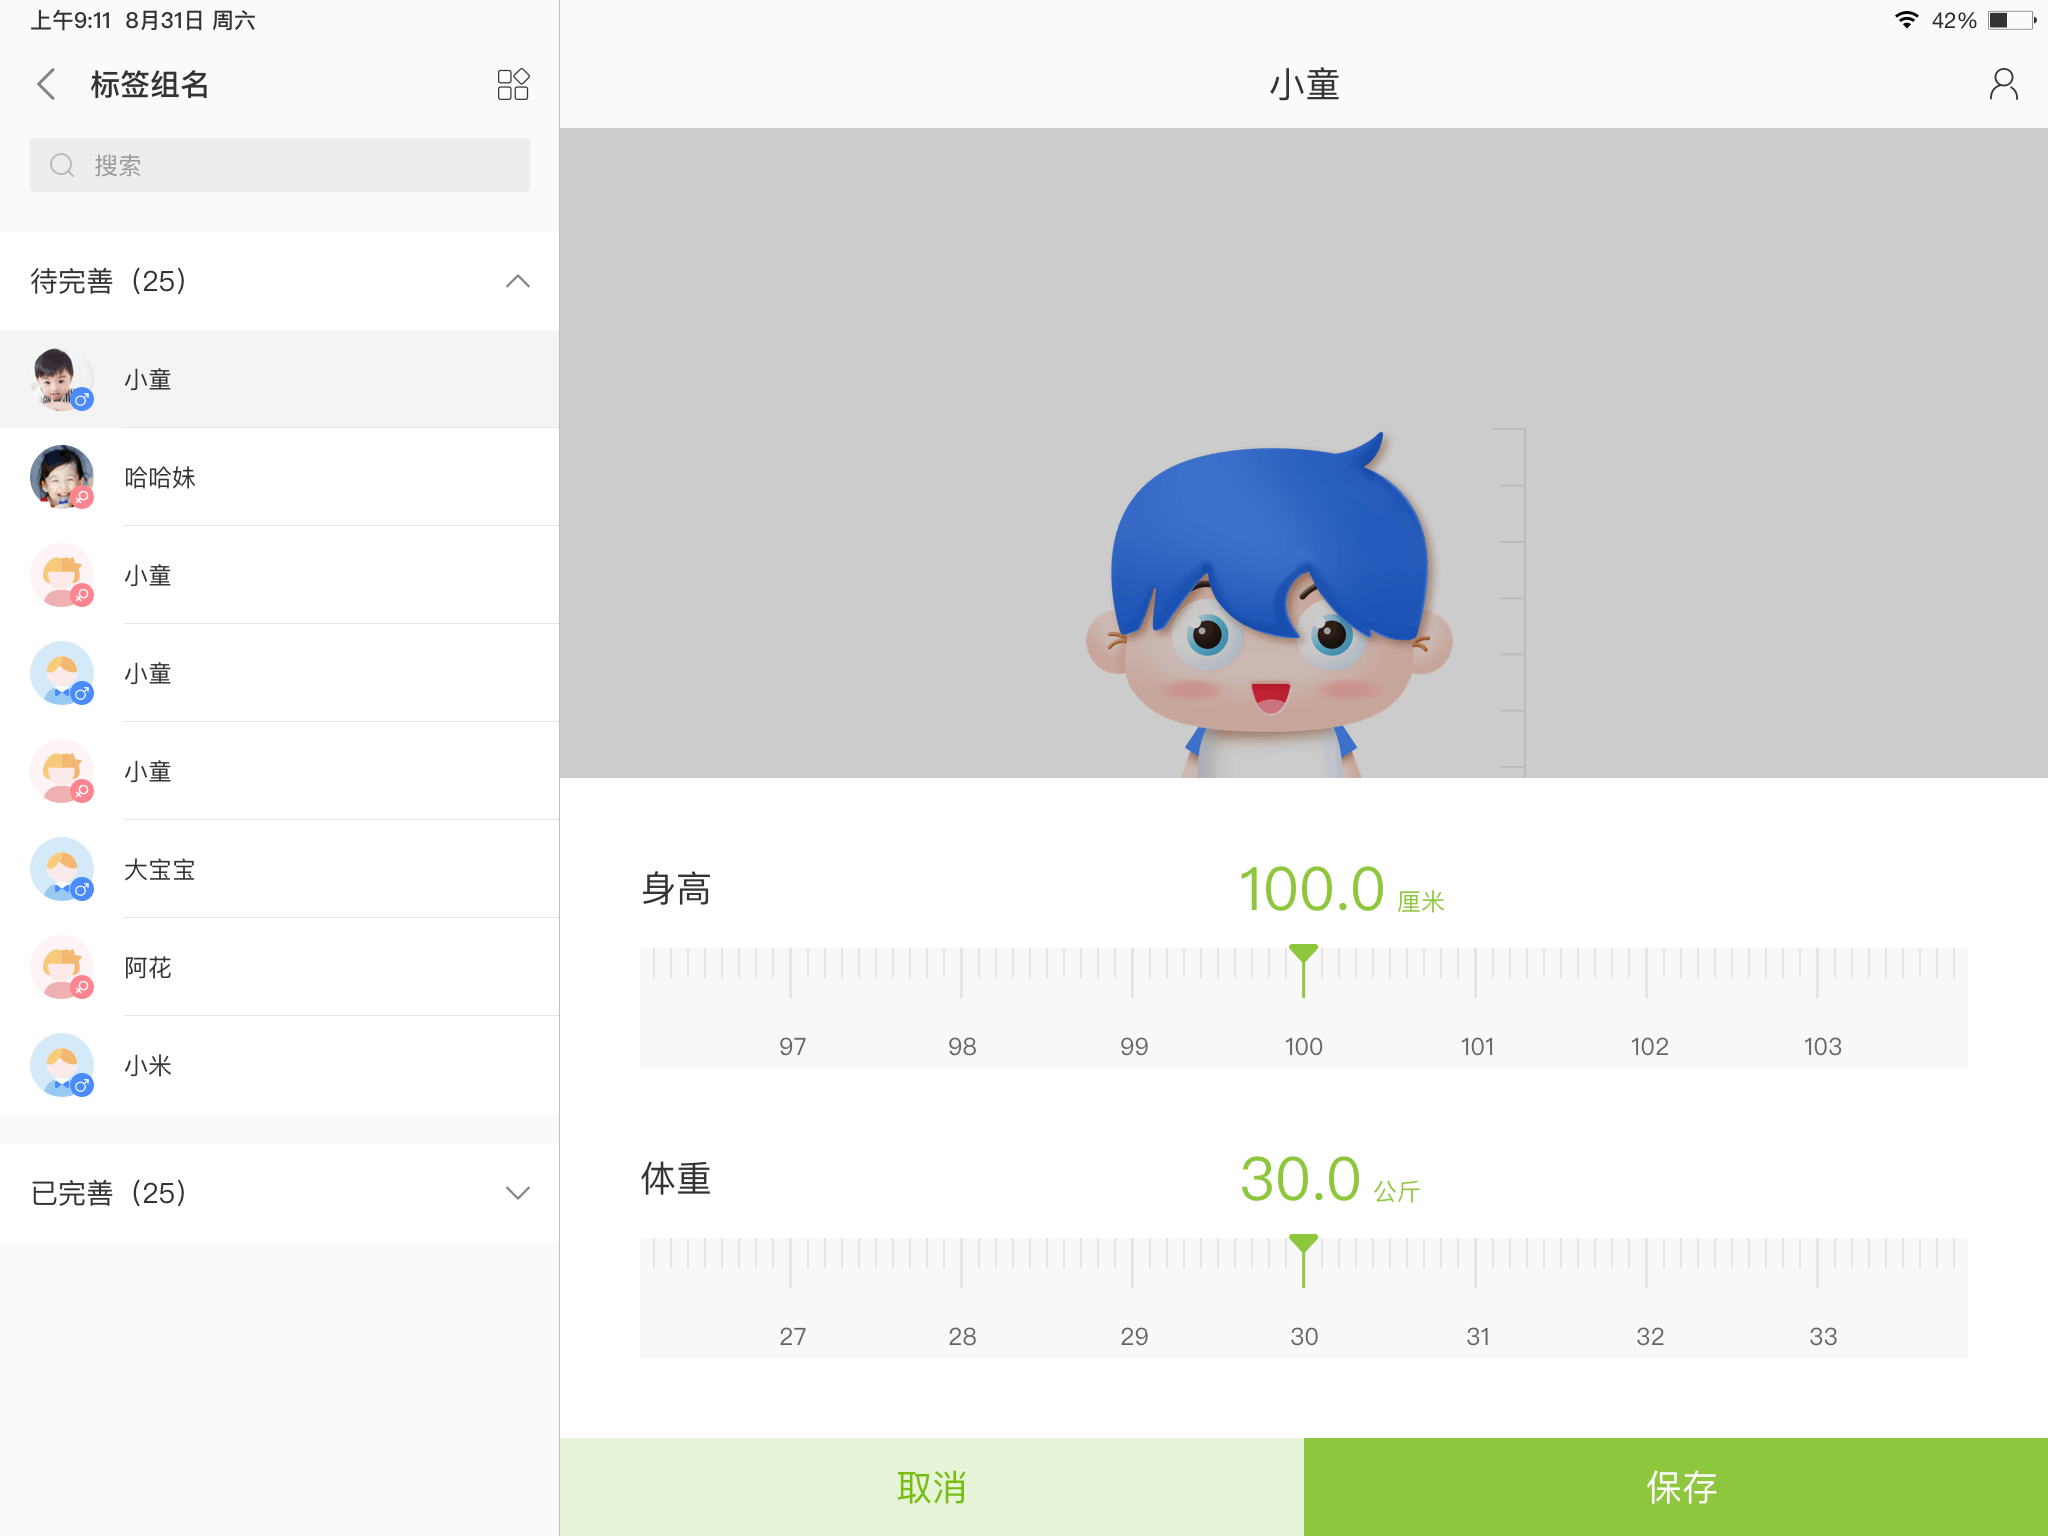 上午9:11 8月31日 周六
42%
标签组名
小童
搜索
待完善（25）
小童
哈哈妹
小童
小童
小童
大宝宝
阿花
小米
已完善（25）
身高
100.0 厘米
97 98 99 100 101 102 103
体重
30.0 公斤
27 28 29 30 31 32 33
取消
保存